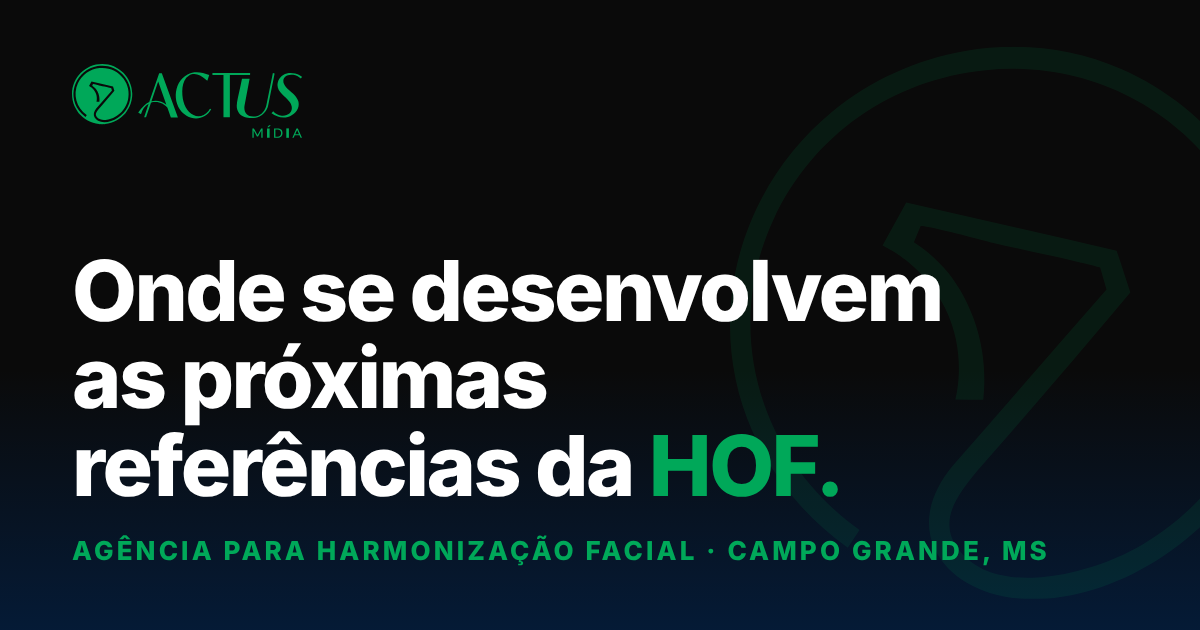 ACTUS
MÍDIA
Onde se desenvolvem
as próximas
referências da HOF.
AGÊNCIA PARA HARMONIZAÇÃO FACIAL · CAMPO GRANDE, MS